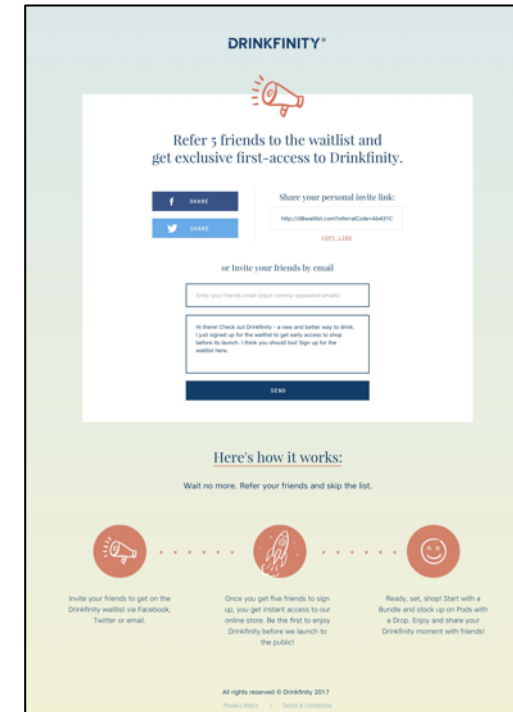 DRINKFINITY®
Refer 5 friends to the waitlist and
get exclusive first-access to Drinkfinity.
f SHARE
SHARE
Share your personal invite link:
http://d8waitlist.com?referralCode=Ab431C
COPY LINK
or Invite your friends by email
Enter your friends email (input comma separated emails)
Hi there! Check out Drinkfinity - a new and better way to drink.
I just signed up for the waitlist to get early access to shop
before its launch. I think you should too! Sign up for the
waitlist here.
SEND
Here's how it works:
Wait no more. Refer your friends and skip the list.
Invite your friends to get on the
Drinkfinity waitlist via Facebook,
Twitter or email.
Once you get five friends to sign
up, you get instant access to our
online store. Be the first to enjoy
Drinkfinity before we launch to
the public!
Ready, set, shop! Start with a
Bundle and stock up on Pods with
a Drop. Enjoy and share your
Drinkfinity moment with friends!
All rights reserved © Drinkfinity 2017
Privacy Policy | Terms & Conditions